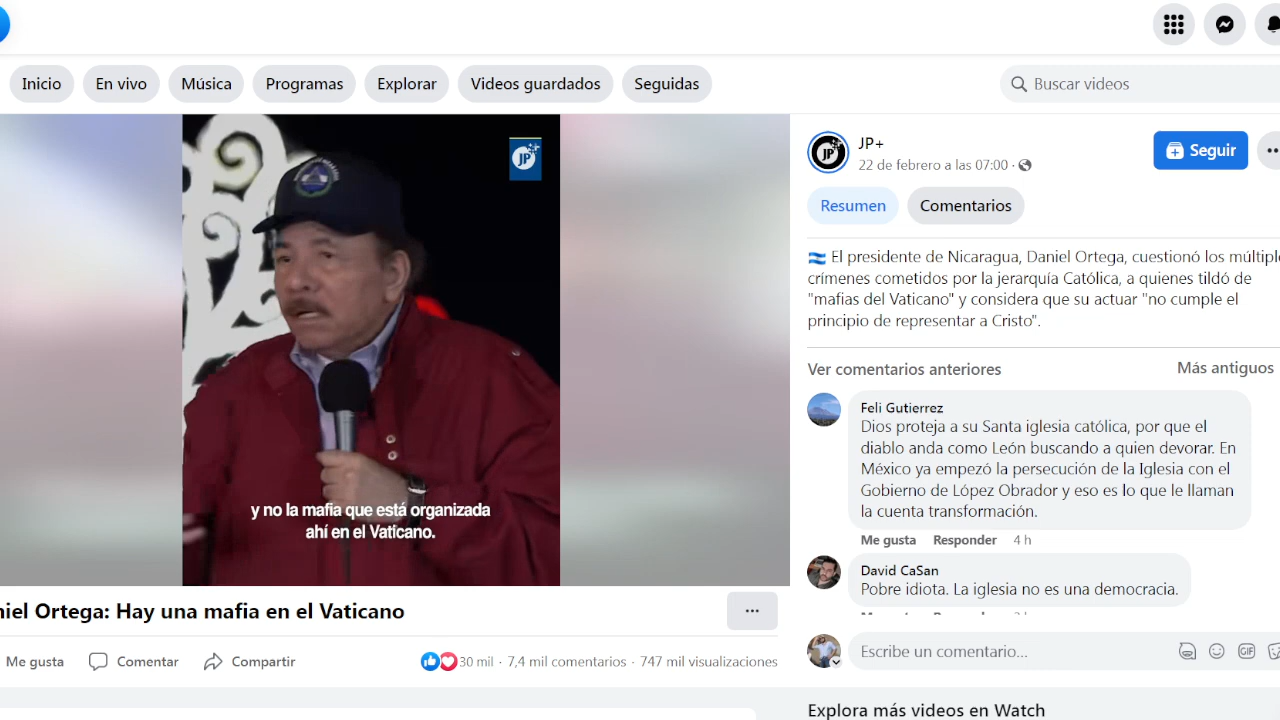 Inicio
En vivo
Música
Programas
Explorar
Videos guardados
Seguidas
Buscar videos
JP
y no la mafia que está organizada
ahí en el Vaticano.
niel Ortega: Hay una mafia en el Vaticano
Me gusta
Comentar
Compartir
30 mil · 7,4 mil comentarios · 747 mil visualizaciones
JP
JP+
22 de febrero a las 07:00 ·
Seguir
Resumen
Comentarios
El presidente de Nicaragua, Daniel Ortega, cuestionó los múltiple
crímenes cometidos por la jerarquía Católica, a quienes tildó de
"mafias del Vaticano" y considera que su actuar "no cumple el
principio de representar a Cristo".
Ver comentarios anteriores
Más antiguos
Feli Gutierrez
Dios proteja a su Santa iglesia católica, por que el
diablo anda como León buscando a quien devorar. En
México ya empezó la persecución de la Iglesia con el
Gobierno de López Obrador y eso es lo que le llaman
la cuenta transformación.
Me gusta Responder 4 h
David CaSan
Pobre idiota. La iglesia no es una democracia.
Escribe un comentario...
GIF
Explora más videos en Watch